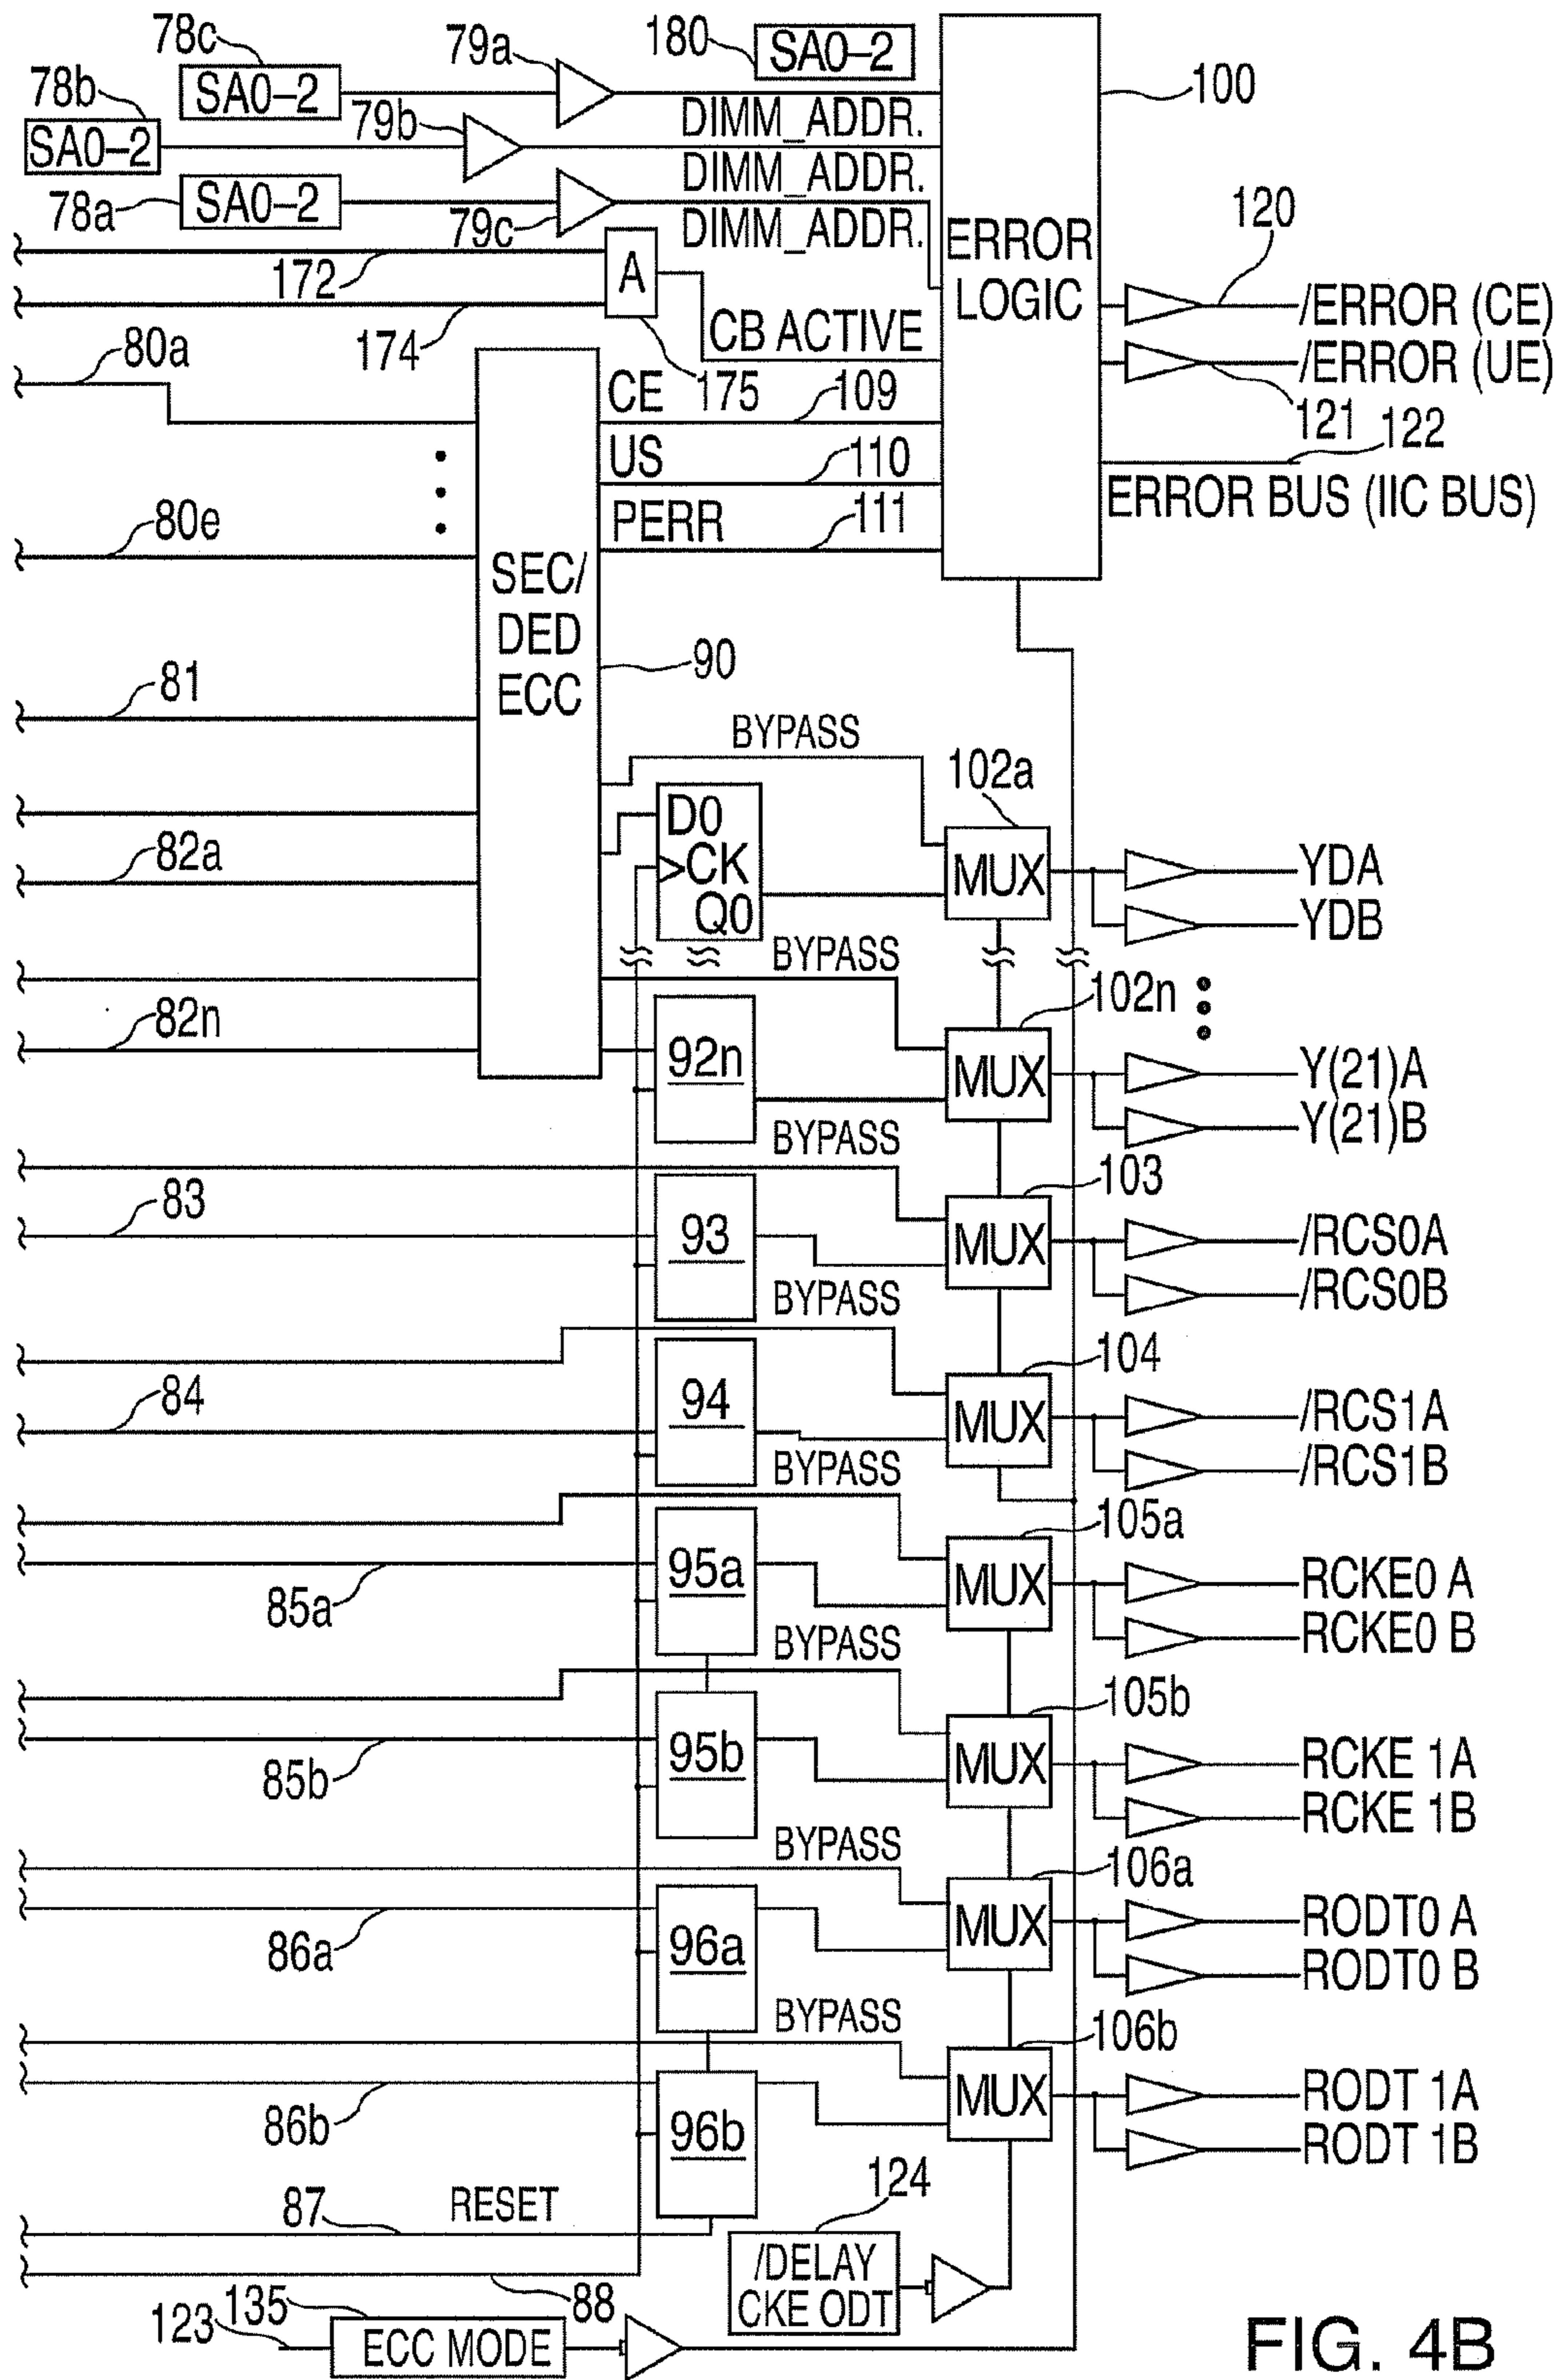 78c
79a
180
SA0–2
78b
SA0–2
100
79b
DIMM_ADDR.
SA0–2
DIMM_ADDR.
78a
SA0–2
79c
DIMM_ADDR.
ERROR
LOGIC
120
172
A
/ERROR (CE)
174
CB ACTIVE
/ERROR (UE)
80a
CE
175
109
121
122
US
110
ERROR BUS (IIC BUS)
80e
PERR
111
SEC/
DED
ECC
90
81
BYPASS
102a
D0
>CK
Q0
MUX
YDA
82a
YDB
BYPASS
102n
82n
92n
MUX
Y(21)A
Y(21)B
BYPASS
103
83
93
MUX
/RCS0A
/RCS0B
BYPASS
104
84
94
MUX
/RCS1A
/RCS1B
BYPASS
105a
95a
MUX
RCKE0 A
85a
RCKE0 B
BYPASS
105b
95b
MUX
RCKE 1A
85b
RCKE 1B
BYPASS
106a
96a
MUX
RODT0 A
86a
RODT0 B
BYPASS
106b
96b
MUX
RODT 1A
86b
RODT 1B
124
87
RESET
/DELAY
CKE ODT
88
135
123
ECC MODE
FIG. 4B